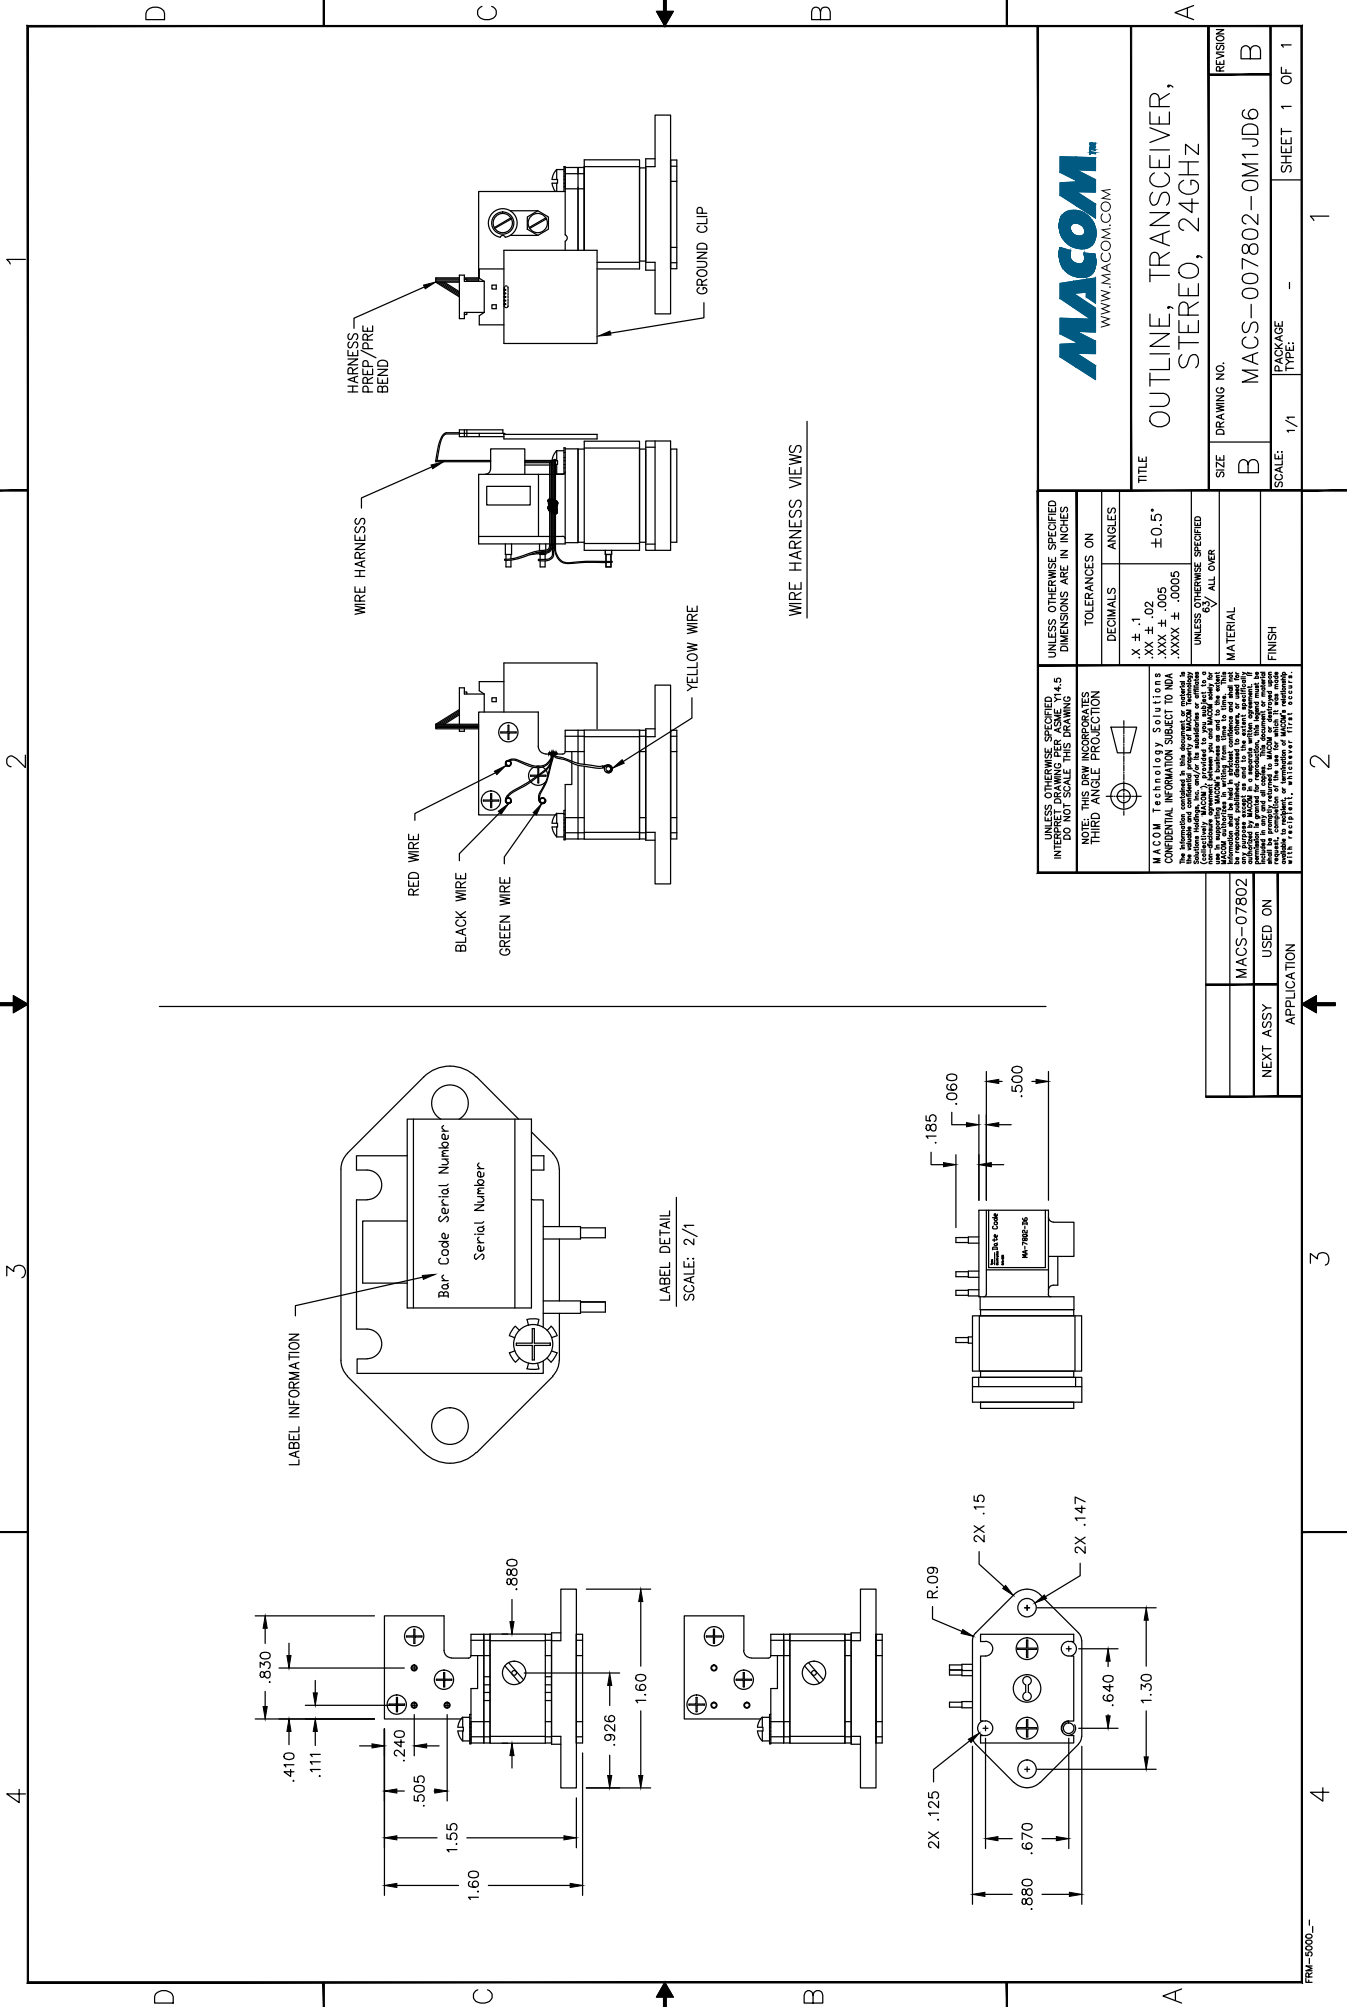 D
C
B
A
4
3
2
1
.830
.410
.111
.240
.505
1.55
1.60
.880
.926
1.60
LABEL INFORMATION
Bar Code Serial Number
Serial Number
LABEL DETAIL
SCALE: 2/1
2X .125
R.09
2X .15
2X .147
.640
1.30
.670
.880
.185
.060
.500
Date Code
MA-7802-D6
RED WIRE
BLACK WIRE
GREEN WIRE
YELLOW WIRE
WIRE HARNESS
HARNESS
PREP/PRE
BEND
GROUND CLIP
WIRE HARNESS VIEWS
MACS-07802
NEXT ASSY
USED ON
APPLICATION
UNLESS OTHERWISE SPECIFIED
INTERPRET DRAWING PER ASME Y14.5
DO NOT SCALE THIS DRAWING
NOTE: THIS DRW INCORPORATES
THIRD ANGLE PROJECTION
MACOM Technology Solutions
CONFIDENTIAL INFORMATION SUBJECT TO NDA
UNLESS OTHERWISE SPECIFIED
DIMENSIONS ARE IN INCHES
TOLERANCES ON
DECIMALS
ANGLES
.X ± .1
.XX ± .02
.XXX ± .005
.XXXX ± .0005
±0.5°
UNLESS OTHERWISE SPECIFIED
63/ ALL OVER
MATERIAL
FINISH
MACOM™
WWW.MACOM.COM
TITLE
OUTLINE, TRANSCEIVER,
STEREO, 24GHz
SIZE
B
DRAWING NO.
MACS-007802-0M1JD6
REVISION
B
SCALE:
1/1
PACKAGE
TYPE:
-
SHEET 1 OF 1
D
C
B
A
4
3
2
1
FRM-5000_-